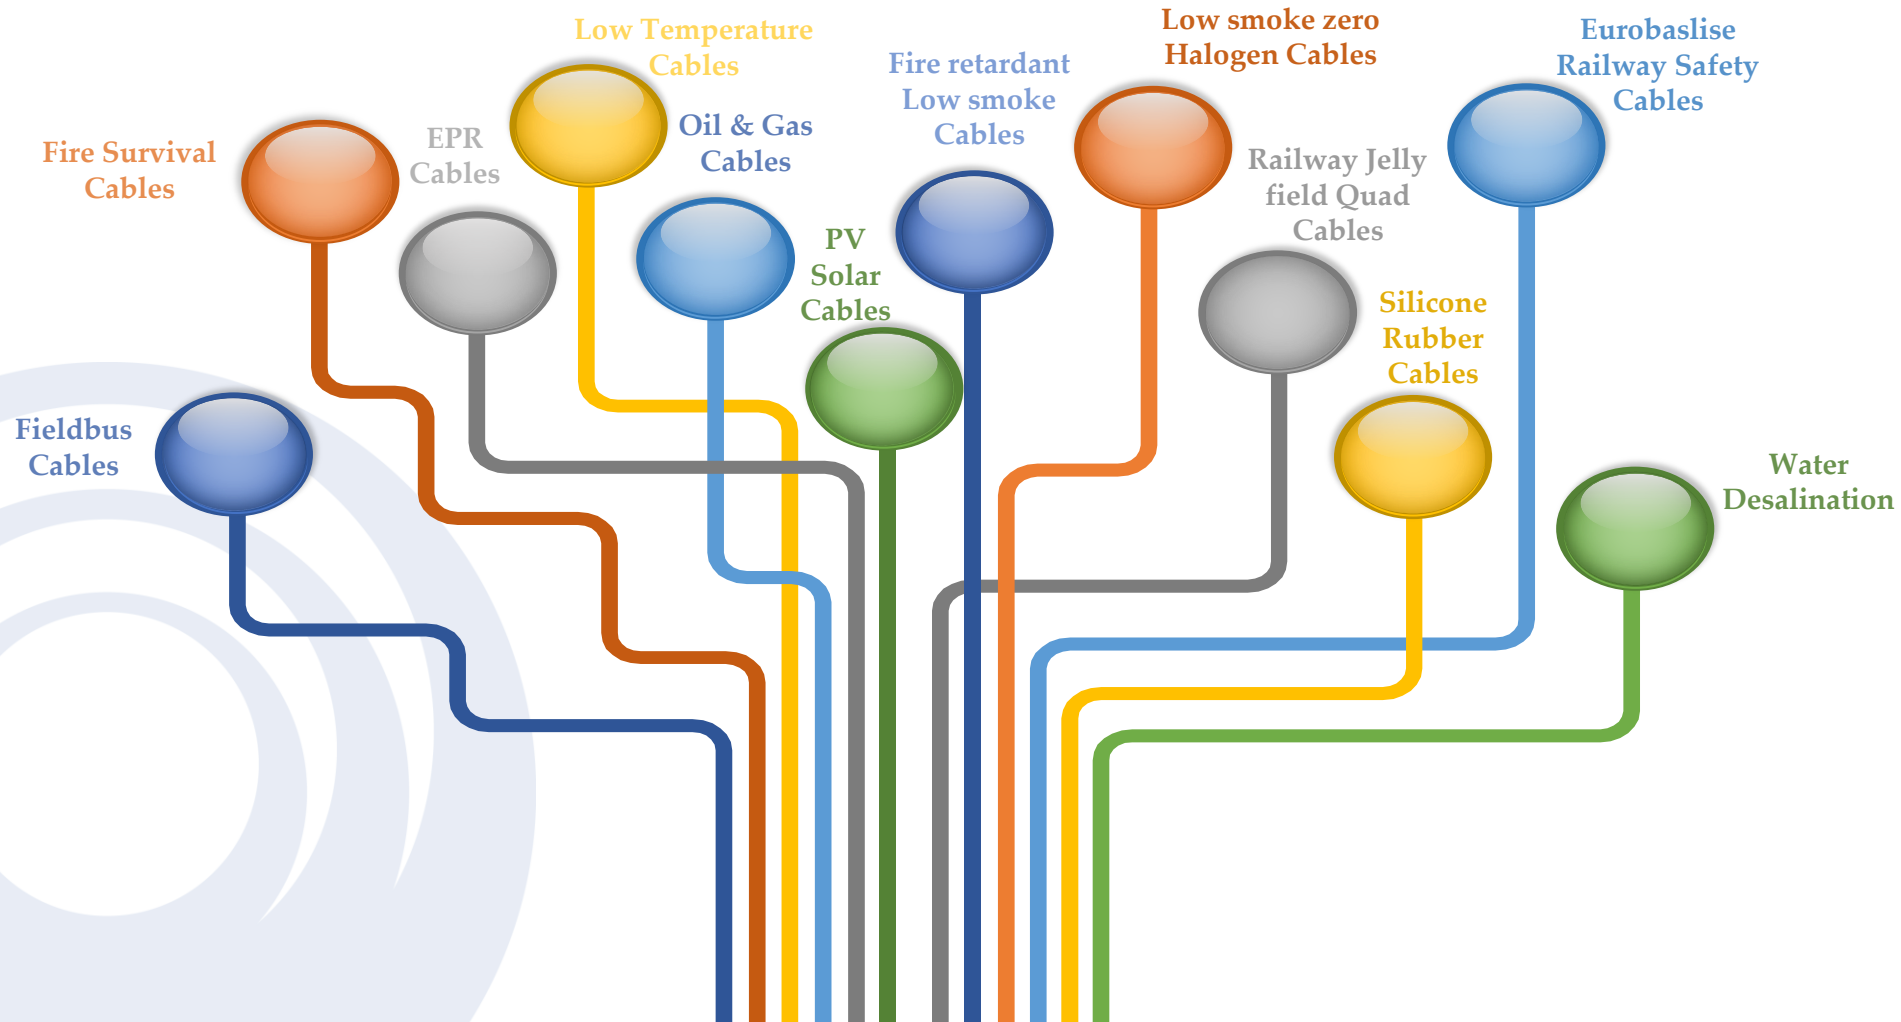 Low Temperature
Cables
Low smoke zero
Halogen Cables
Eurobaslise
Railway Safety
Cables
Fire retardant
Low smoke
Cables
Oil & Gas
Cables
EPR
Cables
Fire Survival
Cables
Railway Jelly
field Quad
Cables
PV
Solar
Cables
Silicone
Rubber
Cables
Fieldbus
Cables
Water
Desalination